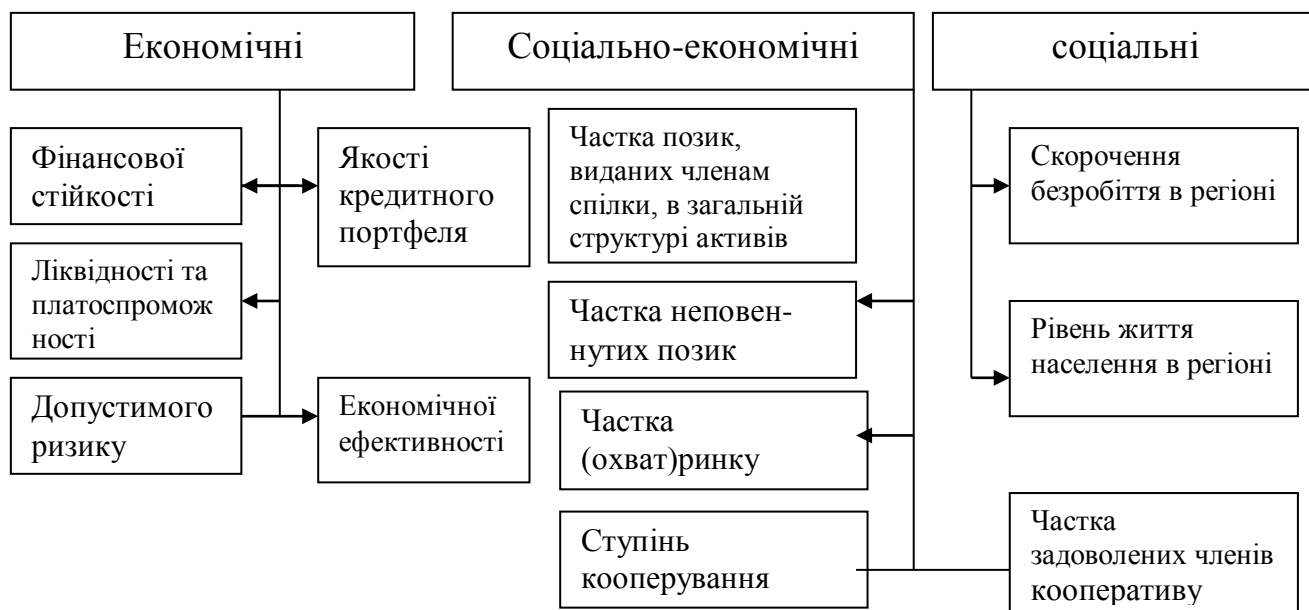 Економічні
Соціально-економічні
соціальні
Фінансової
стійкості
Якості
кредитного
портфеля
Частка позик,
виданих членам
спілки, в загальній
структурі активів
Скорочення
безробіття в регіоні
Ліквідності та
платоспромож
ності
Частка неповен-
нутих позик
Рівень життя
населення в регіоні
Допустимого
ризику
Економічної
ефективності
Частка
(охват)ринку
Ступінь
кооперування
Частка
задоволених членів
кооперативу